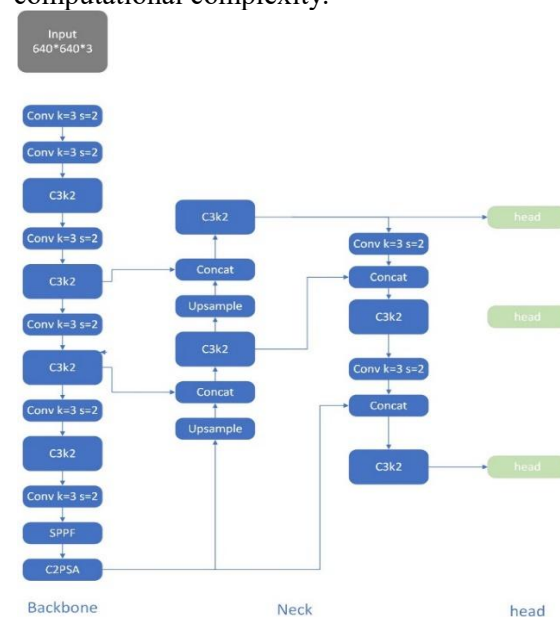 computational complexity.
Input
640*640*3
Conv k=3 s=2
Conv k=3 s=2
C3k2
Conv k=3 s=2
C3k2
Conv k=3 s=2
C3k2
Conv k=3 s=2
C3k2
Conv k=3 s=2
SPPF
C2PSA
Backbone
C3k2
Concat
Upsample
C3k2
Concat
Upsample
Neck
Conv k=3 s=2
Concat
C3k2
Conv k=3 s=2
Concat
C3k2
head
head
head
head